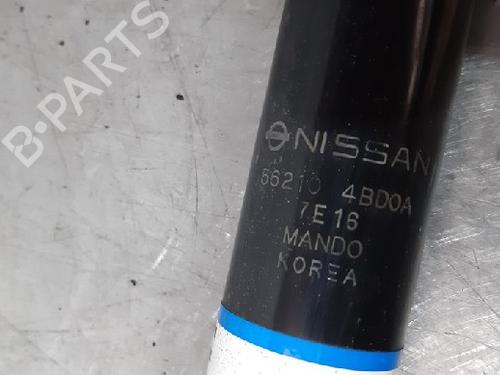 B-PARTS
NISSAN
56210 4BD0A
7E16
MANDO
KOREA